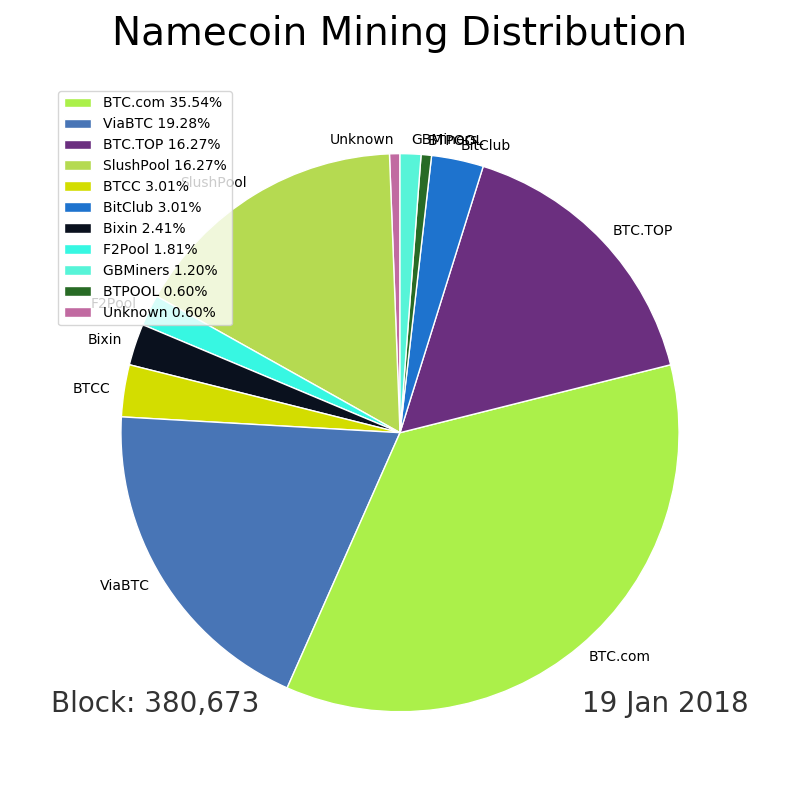 Namecoin Mining Distribution
BTC.com 35.54%
ViaBTC 19.28%
BTC.TOP 16.27%
SlushPool 16.27%
BTCC 3.01%
BitClub 3.01%
Bixin 2.41%
F2Pool 1.81%
GBMiners 1.20%
BTPOOL 0.60%
Unknown 0.60%
Unknown
GBMiners
BTPOOL
BitClub
SlushPool
BTC.TOP
F2Pool
Bixin
BTCC
ViaBTC
BTC.com
Block: 380,673
19 Jan 2018